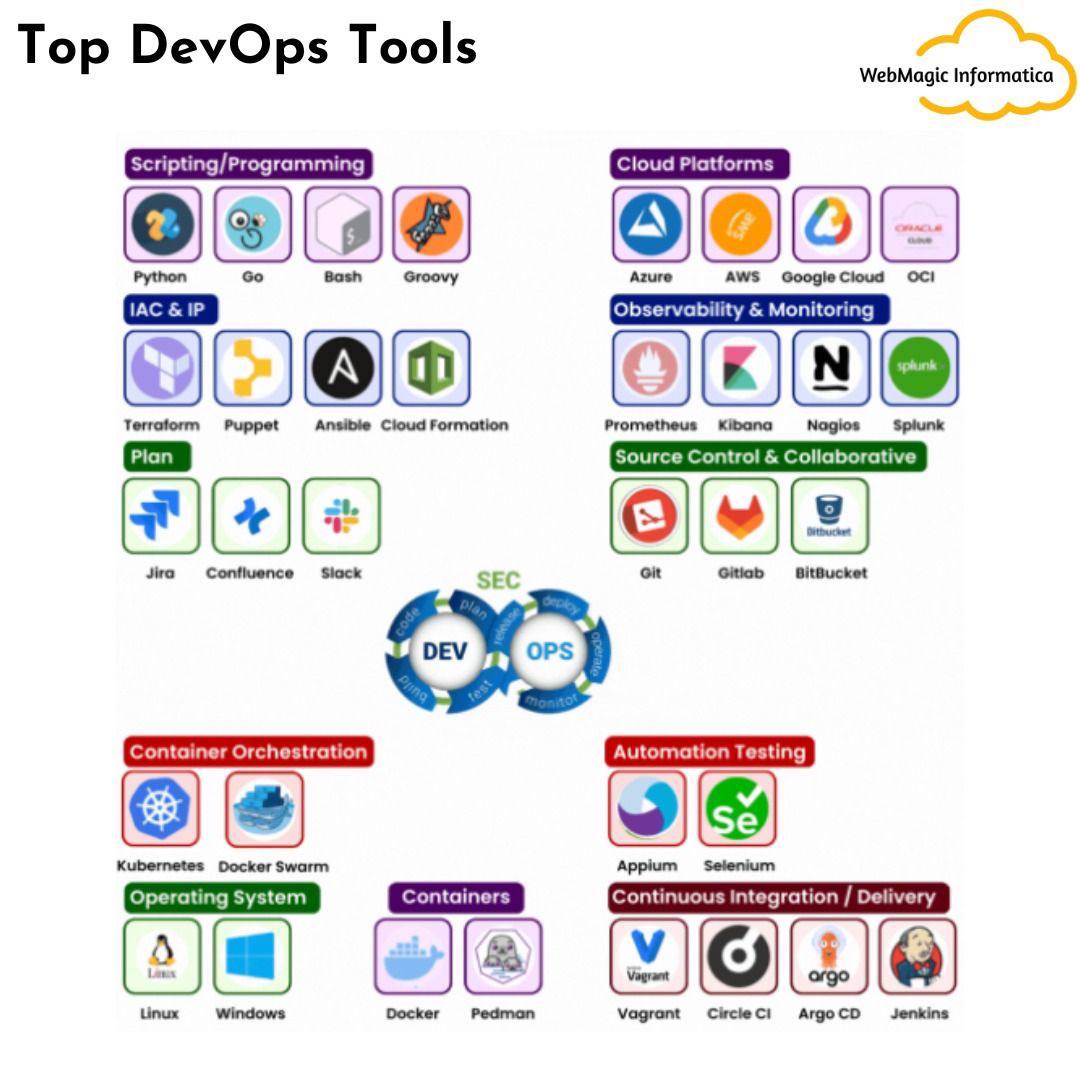 Top DevOps Tools
WebMagic Informatica
Scripting/Programming
Python Go Bash Groovy
Cloud Platforms
aws
ORACLE
CLOUD
Azure AWS Google Cloud OCI
IAC & IP
Terraform Puppet Ansible Cloud Formation
Observability & Monitoring
splunk
Prometheus Kibana Nagios Splunk
Plan
Jira Confluence Slack
Source Control & Collaborative
Bitbucket
Git Gitlab BitBucket
SEC
DEV
OPS
code
plan
build
test
release
deploy
operate
monitor
Container Orchestration
Kubernetes Docker Swarm
Automation Testing
Se
Appium Selenium
Operating System
Linux
Linux Windows
Containers
Docker Pedman
Continuous Integration / Delivery
Vagrant
argo
Vagrant Circle CI Argo CD Jenkins